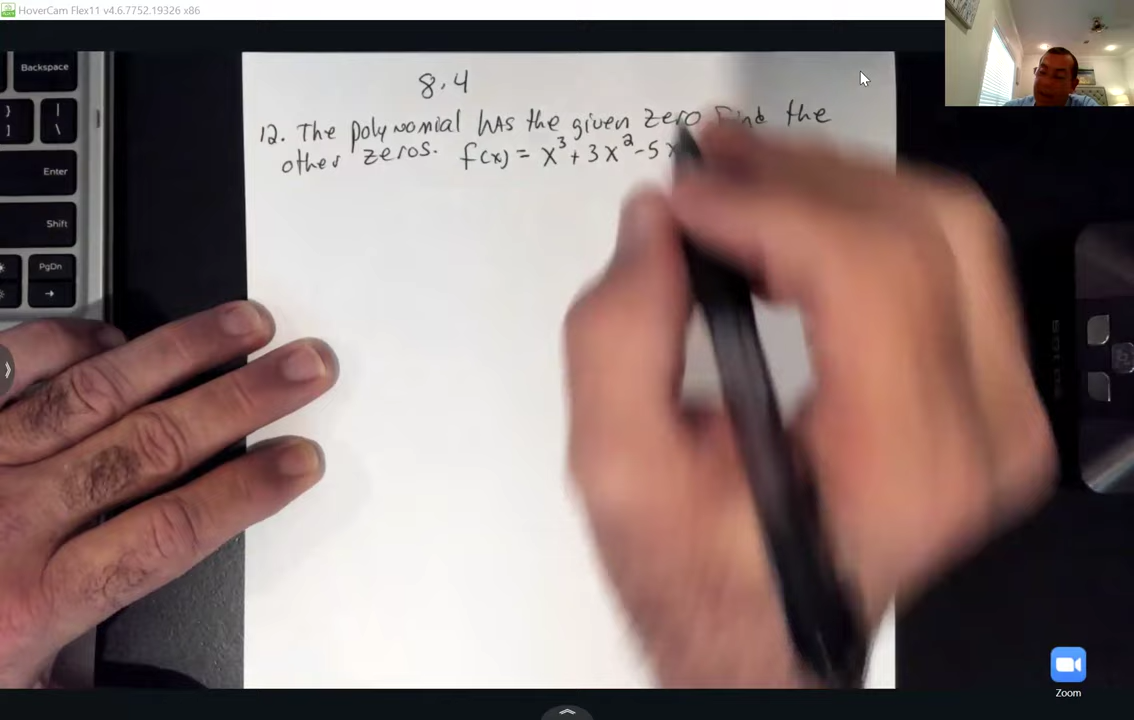 HoverCam Flex11 v4.6.7752.19326 x86
Backspace
}
]
|
\
Enter
Shift
PgDn
8.4
12. The polynomial has the given zero Find the
other zeros. f(x) = x³ + 3x² - 5x
Zoom